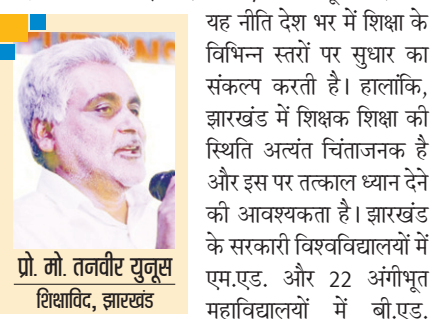 यह नीति देश भर में शिक्षा के
विभिन्न स्तरों पर सुधार का
संकल्प करती है। हालांकि,
झारखंड में शिक्षक शिक्षा की
स्थिति अत्यंत चिंताजनक है
और इस पर तत्काल ध्यान देने
की आवश्यकता है। झारखंड
के सरकारी विश्वविद्यालयों में
एम.एड. और 22 अंगीभूत
महाविद्यालयों में बी.एड.
प्रो. मो. तनवीर युनूस
शिक्षाविद, झारखंड